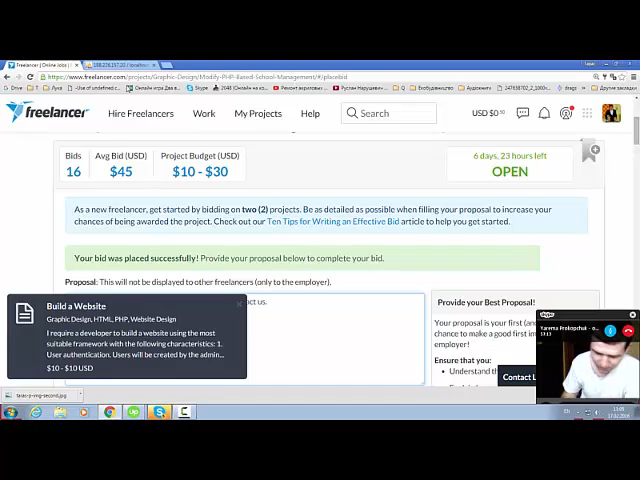 Freelancer | Online Jobs |
https://www.freelancer.com/projects/Graphic-Design/Modify-PHP-Based-School-Management/#/placebid
freelancer
Hire Freelancers
Work
My Projects
Help
Search
USD $0
Bids
Avg Bid (USD)
Project Budget (USD)
16
$45
$10 - $30
6 days, 23 hours left
OPEN
As a new freelancer, get started by bidding on two (2) projects. Be as detailed as possible when filling your proposal to increase your
chances of being awarded the project. Check out our Ten Tips for Writing an Effective Bid article to help you get started.
Your bid was placed successfully! Provide your proposal below to complete your bid.
Proposal: This will not be displayed to other freelancers (only to the employer).
ct us.
Build a Website
Graphic Design, HTML, PHP, Website Design
I require a developer to build a website using the most
suitable framework with the following characteristics: 1.
User authentication. Users will be created by the admin...
$10 - $10 USD
Provide your Best Proposal!
Your proposal is your first (an
chance to make a good first im
employer!
Ensure that you:
Understand th
Contact U
skype
Yarema Prokopchuk - o...
EN